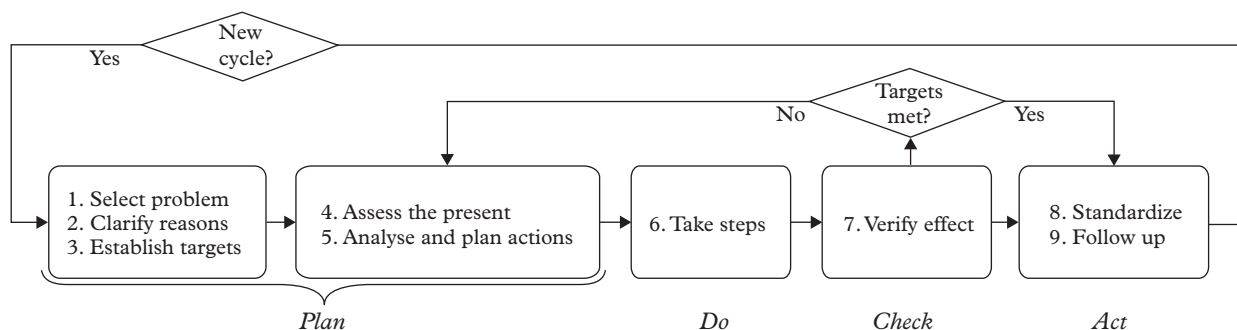 New
cycle?
Yes
Targets
met?
No
Yes
1. Select problem
2. Clarify reasons
3. Establish targets
4. Assess the present
5. Analyse and plan actions
6. Take steps
7. Verify effect
8. Standardize
9. Follow up
Plan
Do
Check
Act